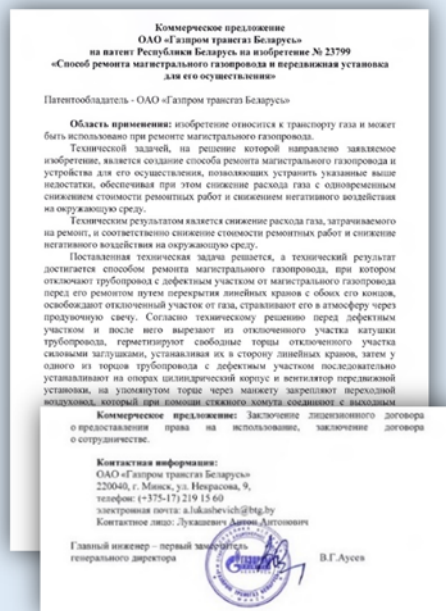 Коммерческое предложение
ОАО «Газпром трансгаз Беларусь»
на патент Республики Беларусь на изобретение № 23799
«Способ ремонта магистрального газопровода и передвижная установка
для его осуществления»
Патентообладатель - ОАО «Газпром трансгаз Беларусь»
Область применения: изобретение относится к транспорту газа и может
быть использовано при ремонте магистрального газопровода.
Технической задачей, на решение которой направлено заявляемое
изобретение, является создание способа ремонта магистрального газопровода и
устройства для его осуществления, позволяющих устранить указанные выше
недостатки, обеспечивая при этом снижение расхода газа с одновременным
снижением стоимости ремонтных работ и снижением негативного воздействия
на окружающую среду.
Техническим результатом является снижение расхода газа, затрачиваемого
на ремонт, и соответственно снижение стоимости ремонтных работ и снижение
негативного воздействия на окружающую среду.
Поставленная техническая задача решается, а технический результат
достигается способом ремонта магистрального газопровода, при котором
отключают трубопровод с дефектным участком от магистрального газопровода
перед его ремонтом путем перекрытия линейных кранов с обоих его концов,
освобождают отключенный участок от газа, стравливают его в атмосферу через
продувочную свечу. Согласно техническому решению перед дефектным
участком и после него вырезают из отключенного участка катушки
трубопровода, герметизируют свободные торцы отключенного участка
силовыми заглушками, устанавливая их в сторону линейных кранов, затем у
одного из торцов трубопровода с дефектным участком последовательно
устанавливают на опорах цилиндрический корпус и вентилятор передвижной
установки, на упомянутом торце через манжету закрепляют переходной
воздуховод, который при помощи стяжного хомута соединяют с выходным
Коммерческое предложение: Заключение лицензионного договора
о предоставлении права на использование, заключение договора
о сотрудничестве.
Контактная информация:
ОАО «Газпром трансгаз Беларусь»
220040, г. Минск, ул. Некрасова, 9,
телефон: (+375-17) 219 15 60
электронная почта: a.lukashevich@btg.by
Контактное лицо: Лукашевич Антон Антонович
Главный инженер – первый заместитель
генерального директора В.Г.Аусев